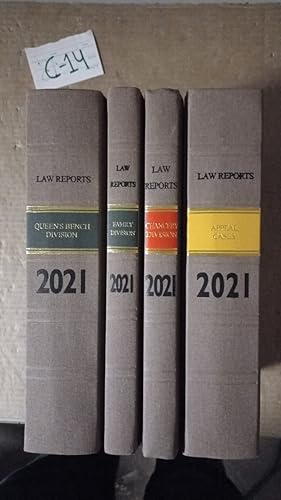 C-14
LAW REPORTS
QUEEN'S BENCH
DIVISION
2021
LAW
REPORTS
FAMILY
DIVISION
2021
LAW
REPORTS
CHANCERY
DIVISION
2021
LAW REPORTS
APPEAL
CASES
2021